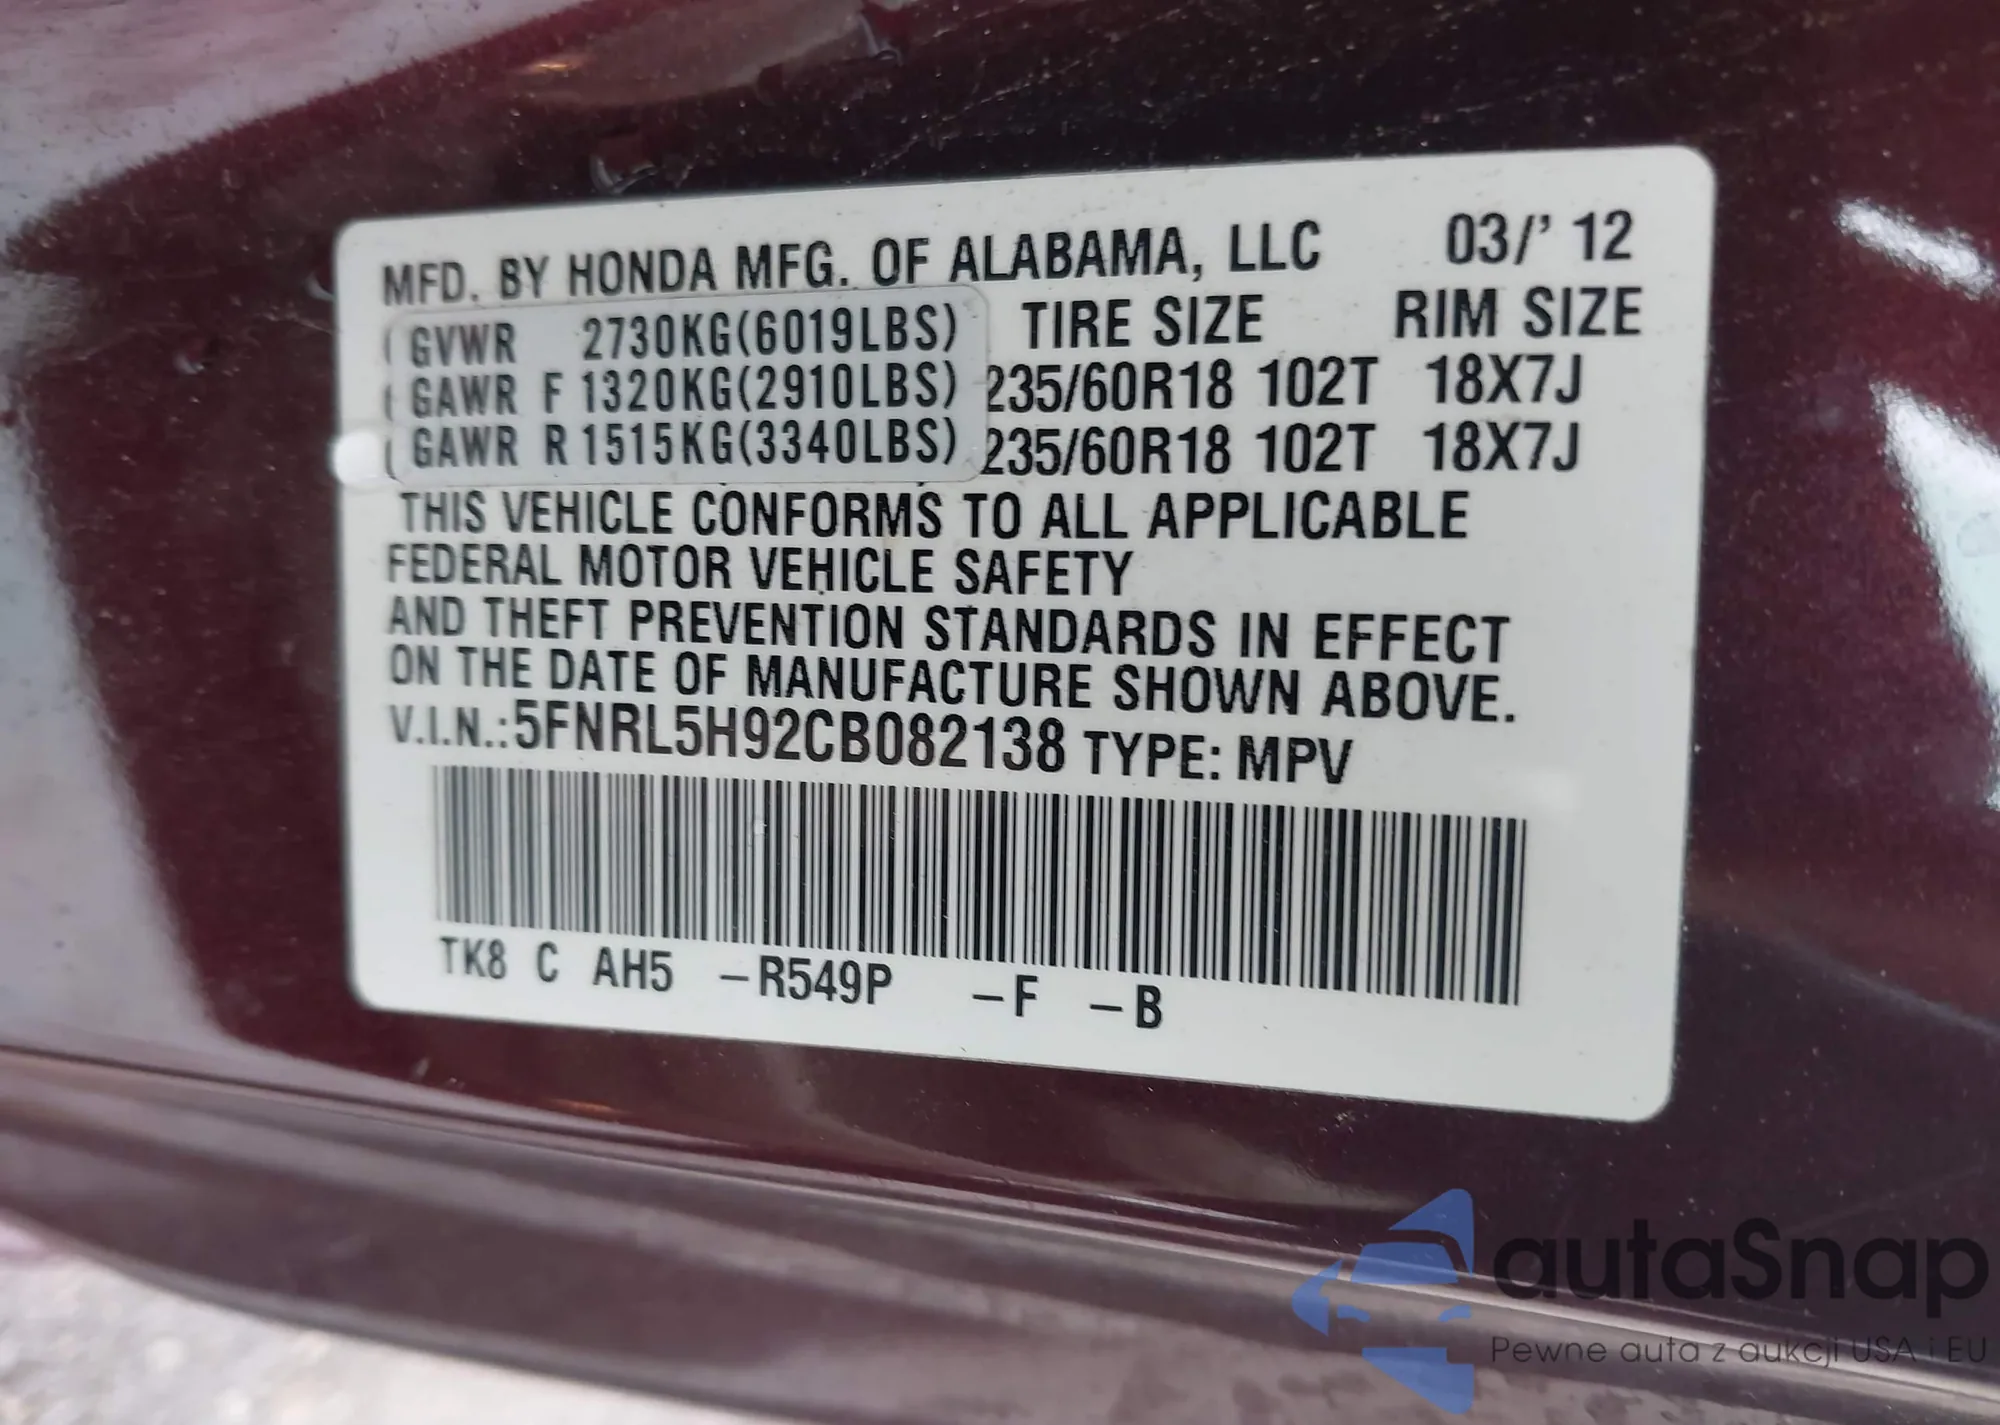 MFD. BY HONDA MFG. OF ALABAMA, LLC 03/' 12
GVWR 2730KG(6019LBS) TIRE SIZE RIM SIZE
GAWR F 1320KG(2910LBS) 235/60R18 102T 18X7J
GAWR R 1515KG(3340LBS) 235/60R18 102T 18X7J
THIS VEHICLE CONFORMS TO ALL APPLICABLE
FEDERAL MOTOR VEHICLE SAFETY
AND THEFT PREVENTION STANDARDS IN EFFECT
ON THE DATE OF MANUFACTURE SHOWN ABOVE.
V.I.N.:5FNRL5H92CB082138 TYPE: MPV
TK8 C AH5 –R549P –F –B
autaSnap
Pewne auta z aukcji USA i EU